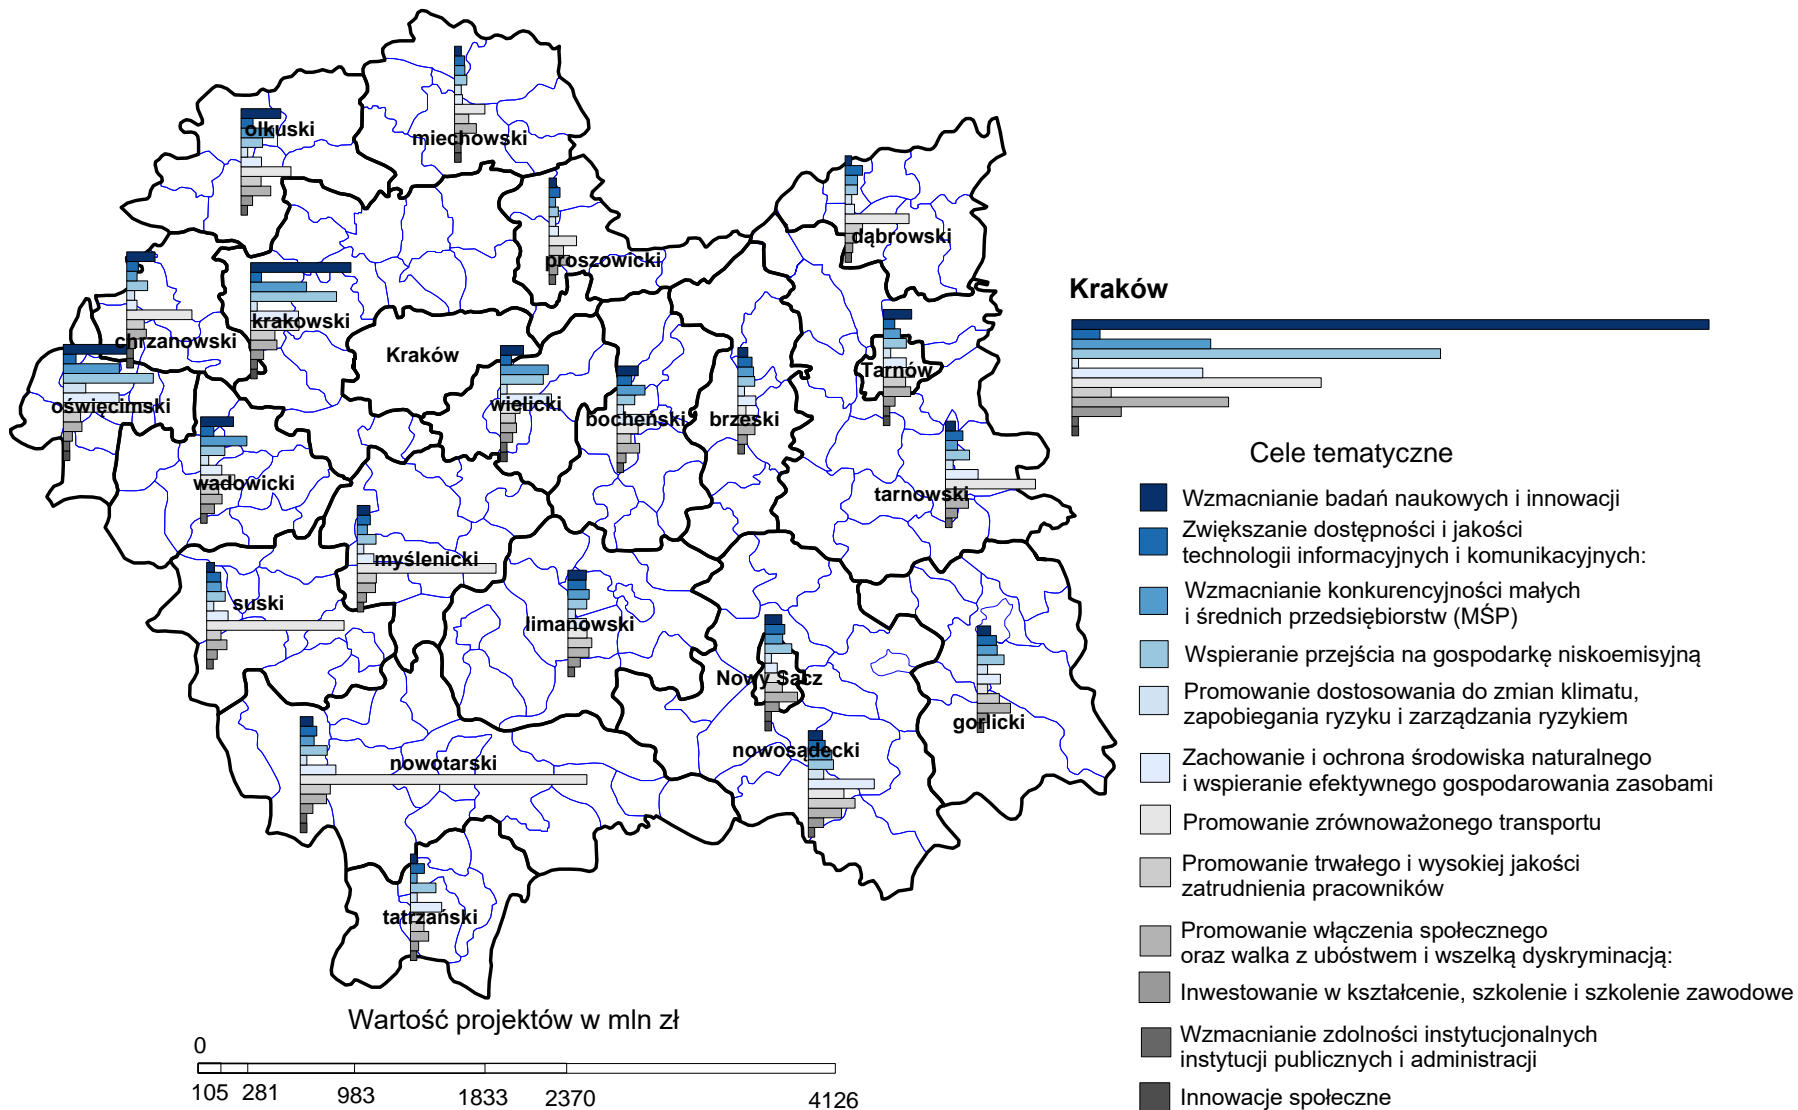 olkuski
miechowski
dąbrowski
proszowicki
Kraków
krakowski
chrzanowski
Kraków
Tarnów
oświęcimski
wielicki
bocheński
brzeski
Cele tematyczne
wadowicki
tarnowski
Wzmacnianie badań naukowych i innowacji
Zwiększanie dostępności i jakości
technologii informacyjnych i komunikacyjnych:
myślenicki
suski
limanowski
Wzmacnianie konkurencyjności małych
i średnich przedsiębiorstw (MŚP)
Wspieranie przejścia na gospodarkę niskoemisyjną
Nowy Sącz
gorlicki
Promowanie dostosowania do zmian klimatu,
zapobiegania ryzyku i zarządzania ryzykiem
nowosądecki
nowotarski
Zachowanie i ochrona środowiska naturalnego
i wspieranie efektywnego gospodarowania zasobami
Promowanie zrównoważonego transportu
Promowanie trwałego i wysokiej jakości
zatrudnienia pracowników
tatrzański
Promowanie włączenia społecznego
oraz walka z ubóstwem i wszelką dyskryminacją:
Inwestowanie w kształcenie, szkolenie i szkolenie zawodowe
Wzmacnianie zdolności instytucjonalnych
instytucji publicznych i administracji
Innowacje społeczne
Wartość projektów w mln zł
0
105 281 983 1833 2370 4126